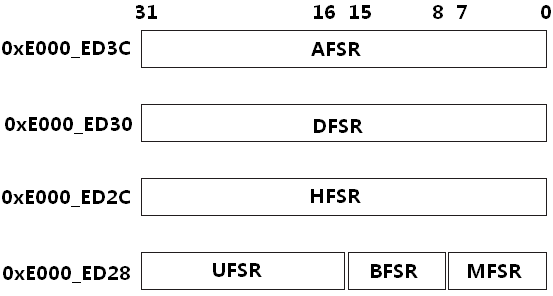 31 16 15 8 7 0
0xE000_ED3C AFSR
0xE000_ED30 DFSR
0xE000_ED2C HFSR
0xE000_ED28 UFSR BFSR MFSR